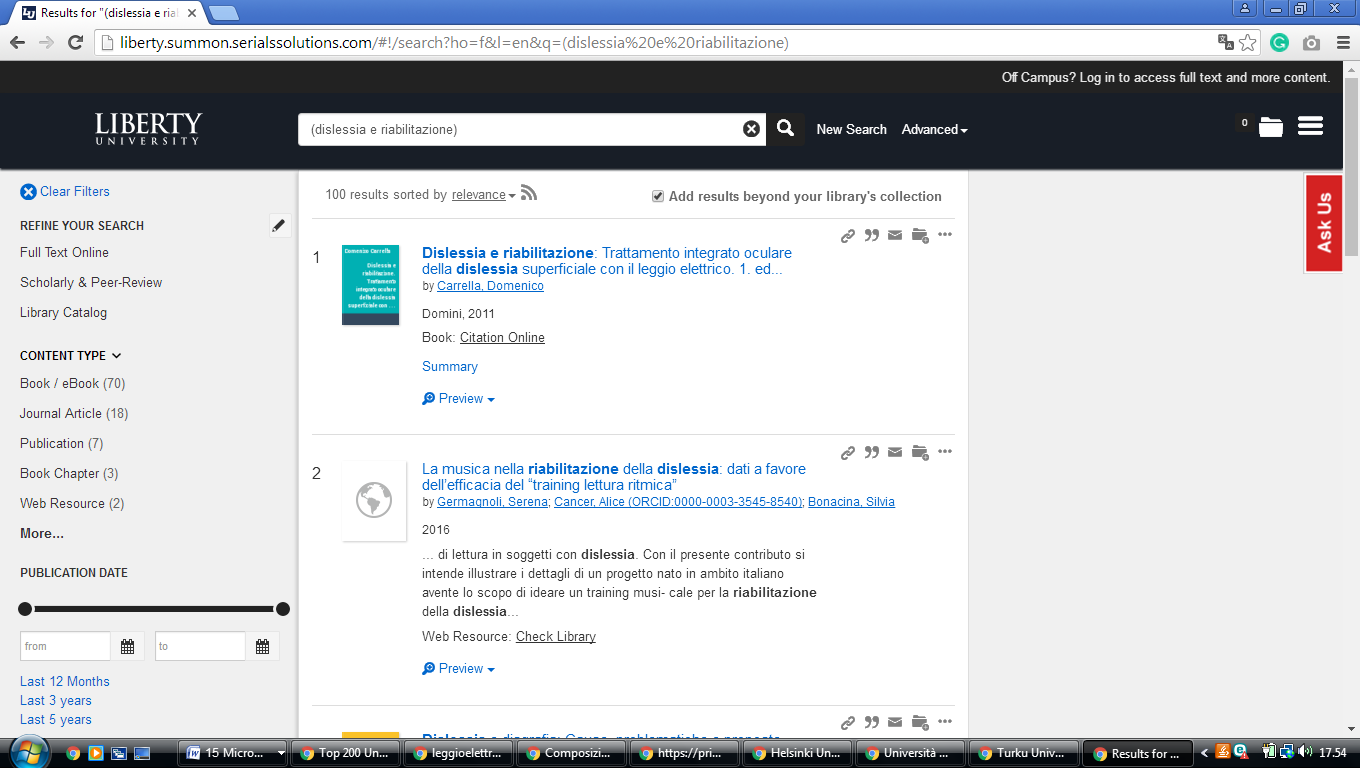 Results for "(dislessia e ria
liberty.summon.serialssolutions.com/#!/search?ho=f&l=en&q=(dislessia%20e%20riabilitazione)
Off Campus? Log in to access full text and more content.
LIBERTY
UNIVERSITY
(dislessia e riabilitazione)
New Search
Advanced
0
Clear Filters
REFINE YOUR SEARCH
Full Text Online
Scholarly & Peer-Review
Library Catalog
CONTENT TYPE
Book / eBook (70)
Journal Article (18)
Publication (7)
Book Chapter (3)
Web Resource (2)
More...
PUBLICATION DATE
from
to
Last 12 Months
Last 3 years
Last 5 years
100 results sorted by relevance
Add results beyond your library's collection
Ask Us
1
Domenico Carrella
Dislessia e
riabilitazione.
Trattamento
integrato oculare
della dislessia
superficiale con ...
Dislessia e riabilitazione: Trattamento integrato oculare
della dislessia superficiale con il leggio elettrico. 1. ed...
by Carrella, Domenico
Domini, 2011
Book: Citation Online
Summary
Preview
2
La musica nella riabilitazione della dislessia: dati a favore
dell'efficacia del “training lettura ritmica”
by Germagnoli, Serena; Cancer, Alice (ORCID:0000-0003-3545-8540); Bonacina, Silvia
2016
... di lettura in soggetti con dislessia. Con il presente contributo si
intende illustrare i dettagli di un progetto nato in ambito italiano
avente lo scopo di ideare un training musi- cale per la riabilitazione
della dislessia...
Web Resource: Check Library
Preview
15 Micro...
Top 200 Un...
leggioelettr...
Composizi...
https://pri...
Helsinki Un...
Università ...
Turku Univ...
Results for ...
17.54